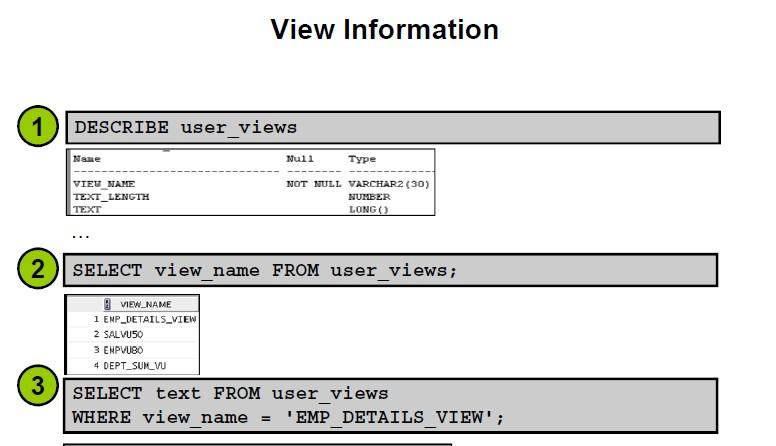 View Information
1 DESCRIBE user_views
Name Null Type
------------------------------ -------- -------------
VIEW_NAME NOT NULL VARCHAR2(30)
TEXT_LENGTH NUMBER
TEXT LONG()
...
2 SELECT view_name FROM user_views;
VIEW_NAME
1 EMP_DETAILS_VIEW
2 SALVU50
3 EMPVU80
4 DEPT_SUM_VU
3 SELECT text FROM user_views
WHERE view_name = 'EMP_DETAILS_VIEW';